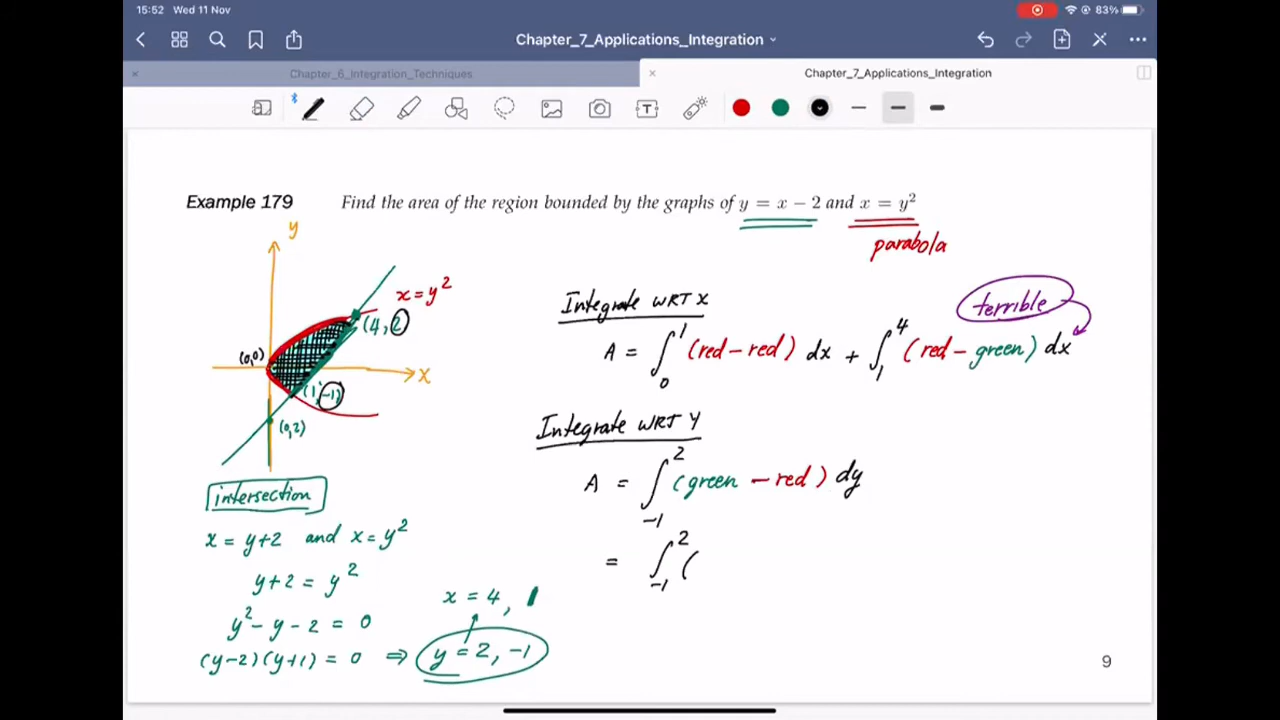 15:52 Wed 11 Nov
83%
Chapter_7_Applications_Integration
Chapter_6_Integration_Techniques
Chapter_7_Applications_Integration
Example 179 Find the area of the region bounded by the graphs of y = x − 2 and x = y²
parabola
y
x = y²
(4, 2)
(0,0)
x
(1, -1)
(0,2)
Integrate WRT X
terrible
A = ∫₀¹ (red - red) dx + ∫₁⁴ (red - green) dx
Integrate WRT Y
A = ∫₋₁² (green - red) dy
= ∫₋₁² (
intersection
x = y+2 and x = y²
y+2 = y²
y² - y - 2 = 0
(y-2)(y+1) = 0 ⇒ y = 2, -1
x = 4, 1
9